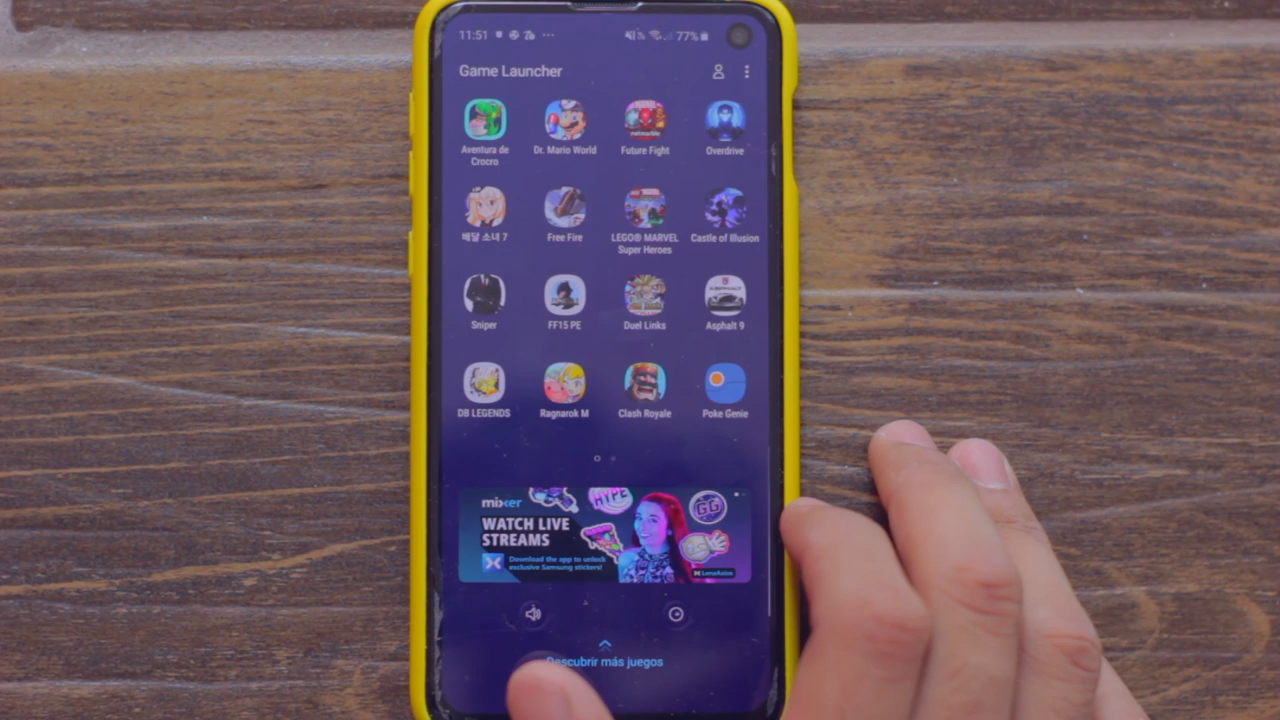 11:51
77%
Game Launcher
Aventura de
Crocro
Dr. Mario World
Future Fight
Overdrive
배달 소녀 7
Free Fire
LEGO® MARVEL
Super Heroes
Castle of Illusion
Sniper
FF15 PE
Duel Links
Asphalt 9
DB LEGENDS
Ragnarok M
Clash Royale
Poke Genie
mixer
HYPE
GG
WATCH LIVE
STREAMS
Download the app to unlock
exclusive Samsung stickers!
LenaAxios
Descubrir más juegos